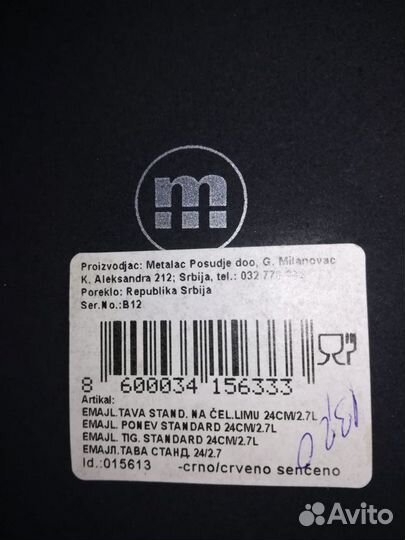 m
Proizvodjac: Metalac Posudje doo, G. Milanovac
K. Aleksandra 212; Srbija, tel.: 032
Poreklo: Republika Srbija
Ser.No.:B12
8 600034 156333
Artikal:
EMAJL.TAVA STAND. NA ČEL.LIMU 24CM/2.7L
EMAJL. PONEV STANDARD 24CM/2.7L
EMAJL. TIG. STANDARD 24CM/2.7L
ЕМАЈЛ.ТАВА СТАНД. 24/2.7
Id.:015613 -crno/crveno senčeno
Avito